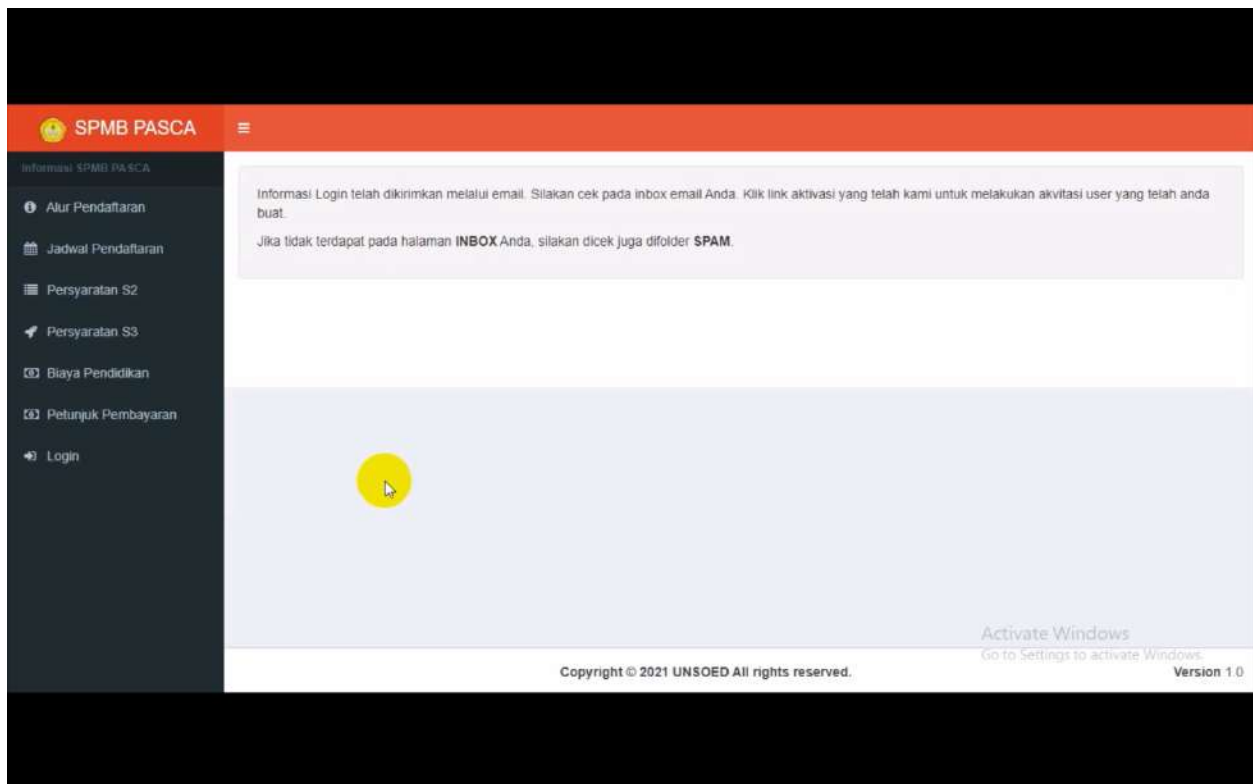 SPMB PASCA
Informasi SPMB PASCA
Alur Pendaftaran
Jadwal Pendaftaran
Persyaratan S2
Persyaratan S3
Biaya Pendidikan
Petunjuk Pembayaran
Login
Informasi Login telah dikirimkan melalui email. Silakan cek pada inbox email Anda. Klik link aktivasi yang telah kami untuk melakukan akvitasi user yang telah anda
buat.
Jika tidak terdapat pada halaman INBOX Anda, silakan dicek juga difolder SPAM.
Activate Windows
Go to Settings to activate Windows.
Copyright © 2021 UNSOED All rights reserved.
Version 1.0